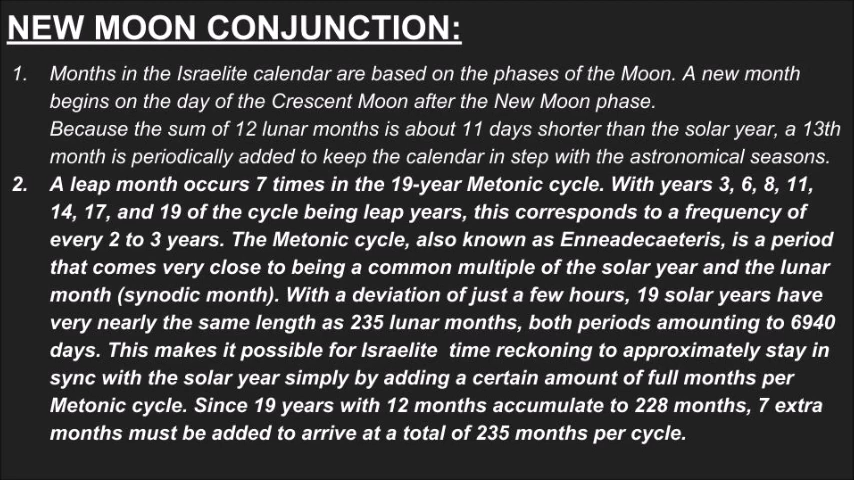 NEW MOON CONJUNCTION:
1. Months in the Israelite calendar are based on the phases of the Moon. A new month
begins on the day of the Crescent Moon after the New Moon phase.
Because the sum of 12 lunar months is about 11 days shorter than the solar year, a 13th
month is periodically added to keep the calendar in step with the astronomical seasons.
2. A leap month occurs 7 times in the 19-year Metonic cycle. With years 3, 6, 8, 11,
14, 17, and 19 of the cycle being leap years, this corresponds to a frequency of
every 2 to 3 years. The Metonic cycle, also known as Enneadecaeteris, is a period
that comes very close to being a common multiple of the solar year and the lunar
month (synodic month). With a deviation of just a few hours, 19 solar years have
very nearly the same length as 235 lunar months, both periods amounting to 6940
days. This makes it possible for Israelite time reckoning to approximately stay in
sync with the solar year simply by adding a certain amount of full months per
Metonic cycle. Since 19 years with 12 months accumulate to 228 months, 7 extra
months must be added to arrive at a total of 235 months per cycle.